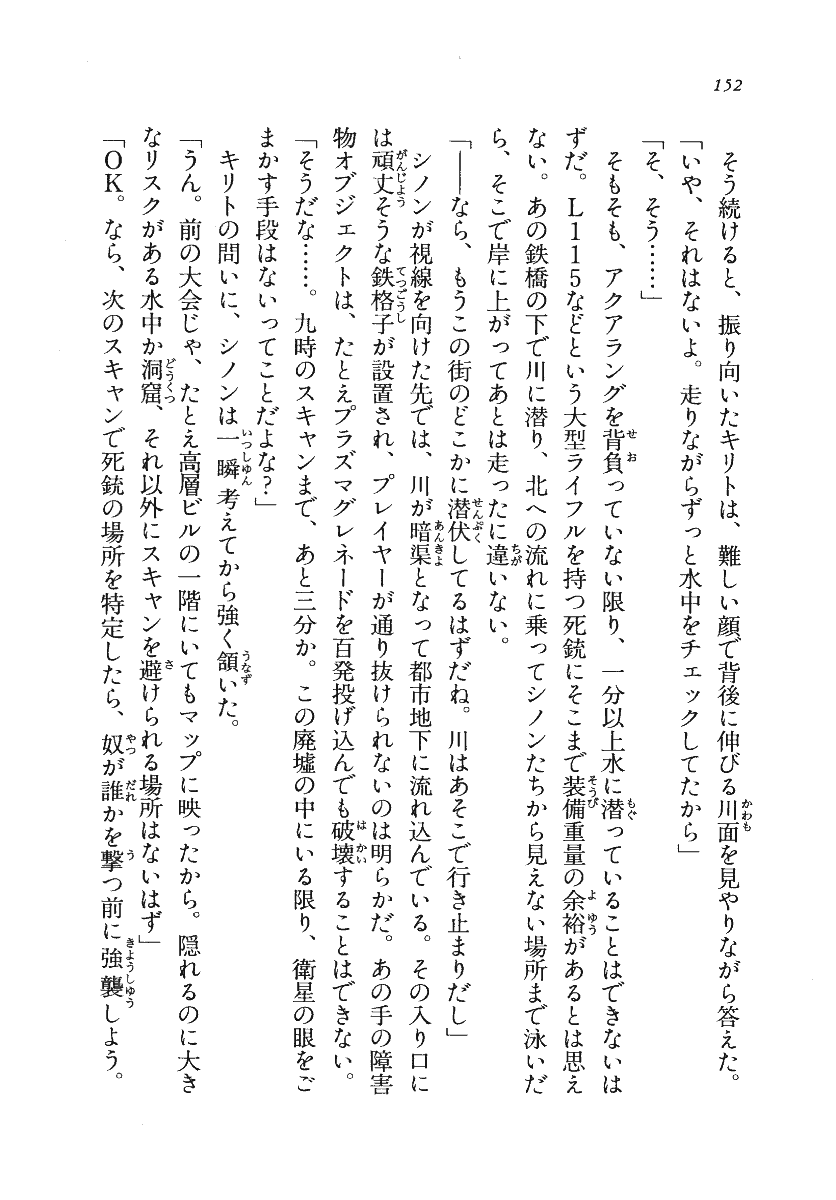 152
そう続けると、振り向いたキリトは、難しい顔で背後に伸びる川面を見やりながら答えた。
「いや、それはないよ。走りながらずっと水中をチェックしてたから」
「そ、そう……」
そもそも、アクアラングを背負っていない限り、一分以上水に潜っていることはできないは
ずだ。L115などという大型ライフルを持つ死銃にそこまで装備重量の余裕があるとは思え
ない。あの鉄橋の下で川に潜り、北への流れに乗ってシノンたちから見えない場所まで泳いだ
ら、そこで岸に上がってあとは走ったに違いない。
「――なら、もうこの街のどこかに潜伏してるはずだね。川はあそこで行き止まりだし」
シノンが視線を向けた先では、川が暗渠となって都市地下に流れ込んでいる。その入り口に
は頑丈そうな鉄格子が設置され、プレイヤーが通り抜けられないのは明らかだ。あの手の障害
物オブジェクトは、たとえプラズマグレネードを百発投げ込んでも破壊することはできない。
「そうだな……。九時のスキャンまで、あと三分か。この廃墟の中にいる限り、衛星の眼をご
まかす手段はないってことだよな？」
キリトの問いに、シノンは一瞬考えてから強く頷いた。
「うん。前の大会じゃ、たとえ高層ビルの一階にいてもマップに映ったから。隠れるのに大き
なリスクがある水中か洞窟、それ以外にスキャンを避けられる場所はないはず」
「OK。なら、次のスキャンで死銃の場所を特定したら、奴が誰かを撃つ前に強襲しよう。